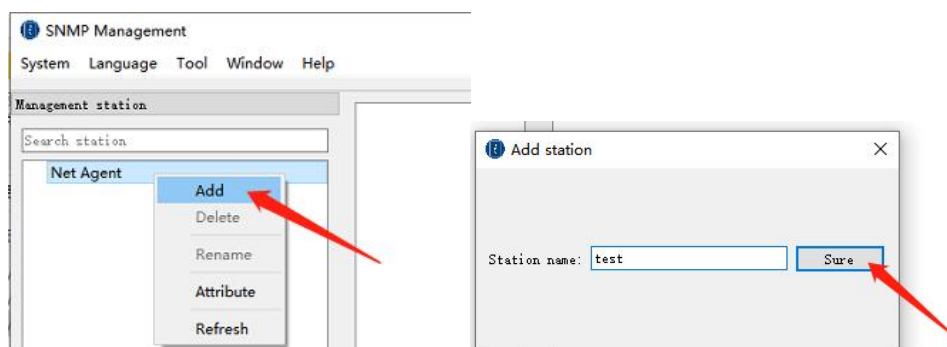 SNMP Management
System Language Tool Window Help
Management station
Search station
Net Agent
Add
Delete
Rename
Attribute
Refresh
Add station
Station name: test Sure